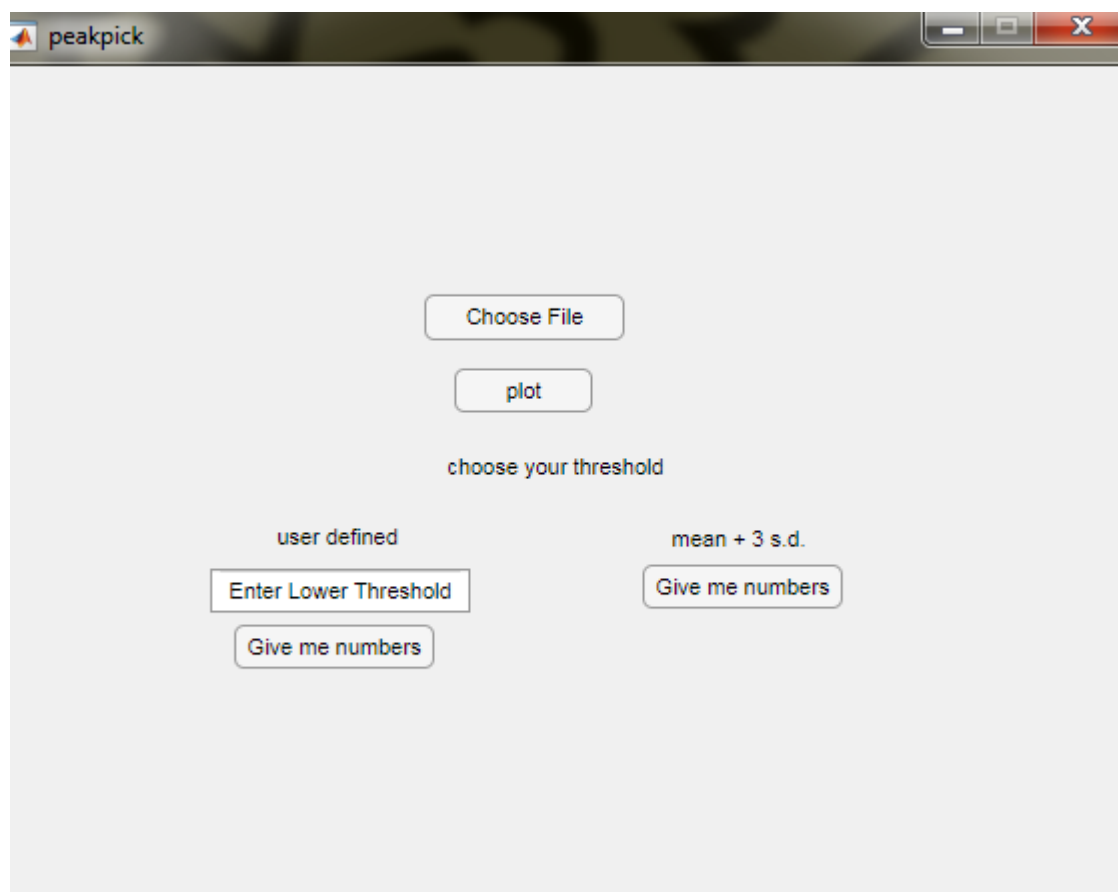 peakpick
Choose File
plot
choose your threshold
user defined
mean + 3 s.d.
Enter Lower Threshold
Give me numbers
Give me numbers